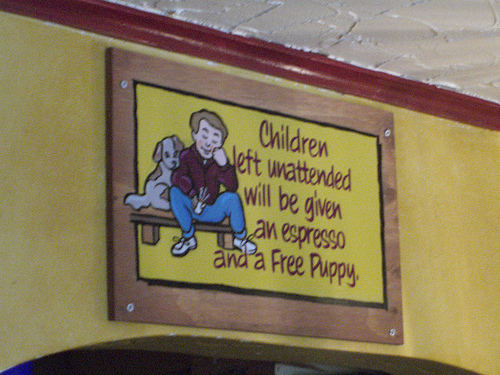 Children
left unattended
will be given
an espresso
and a Free Puppy.